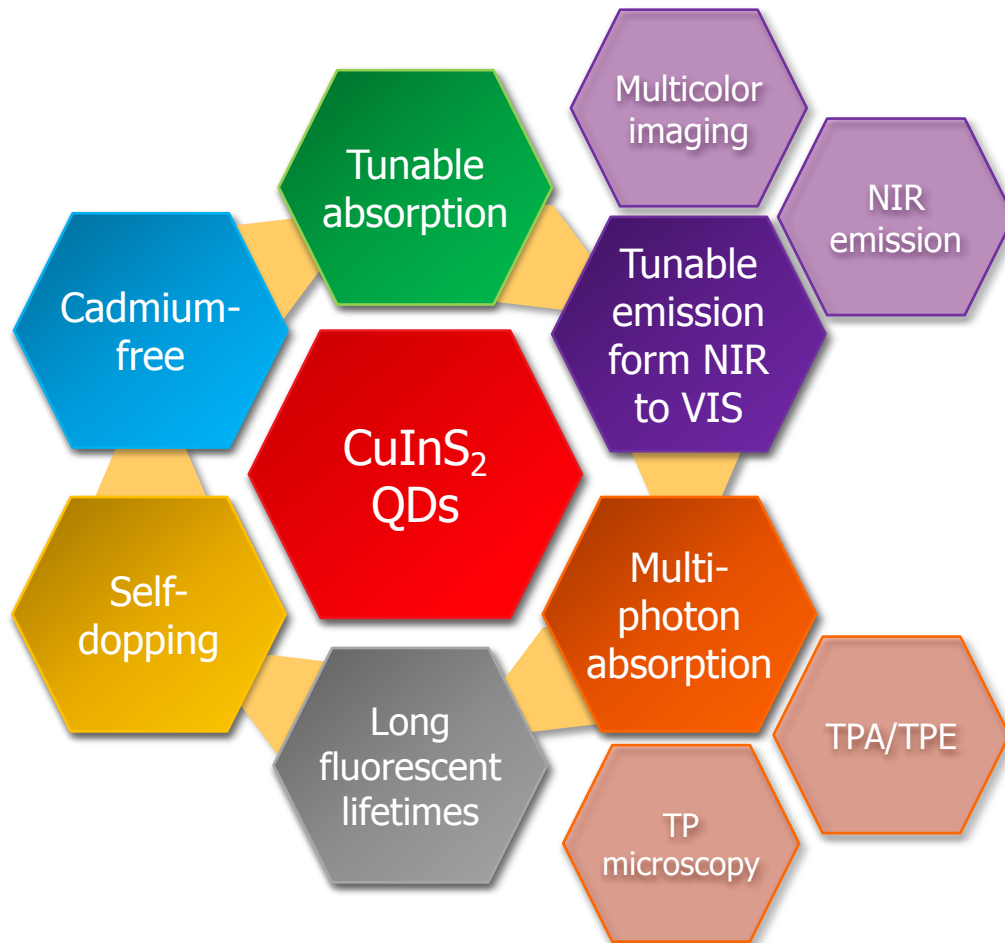 Multicolor
imaging
Tunable
absorption
NIR
emission
Cadmium-
free
Tunable
emission
form NIR
to VIS
CuInS₂
QDs
Self-
dopping
Multi-
photon
absorption
Long
fluorescent
lifetimes
TPA/TPE
TP
microscopy